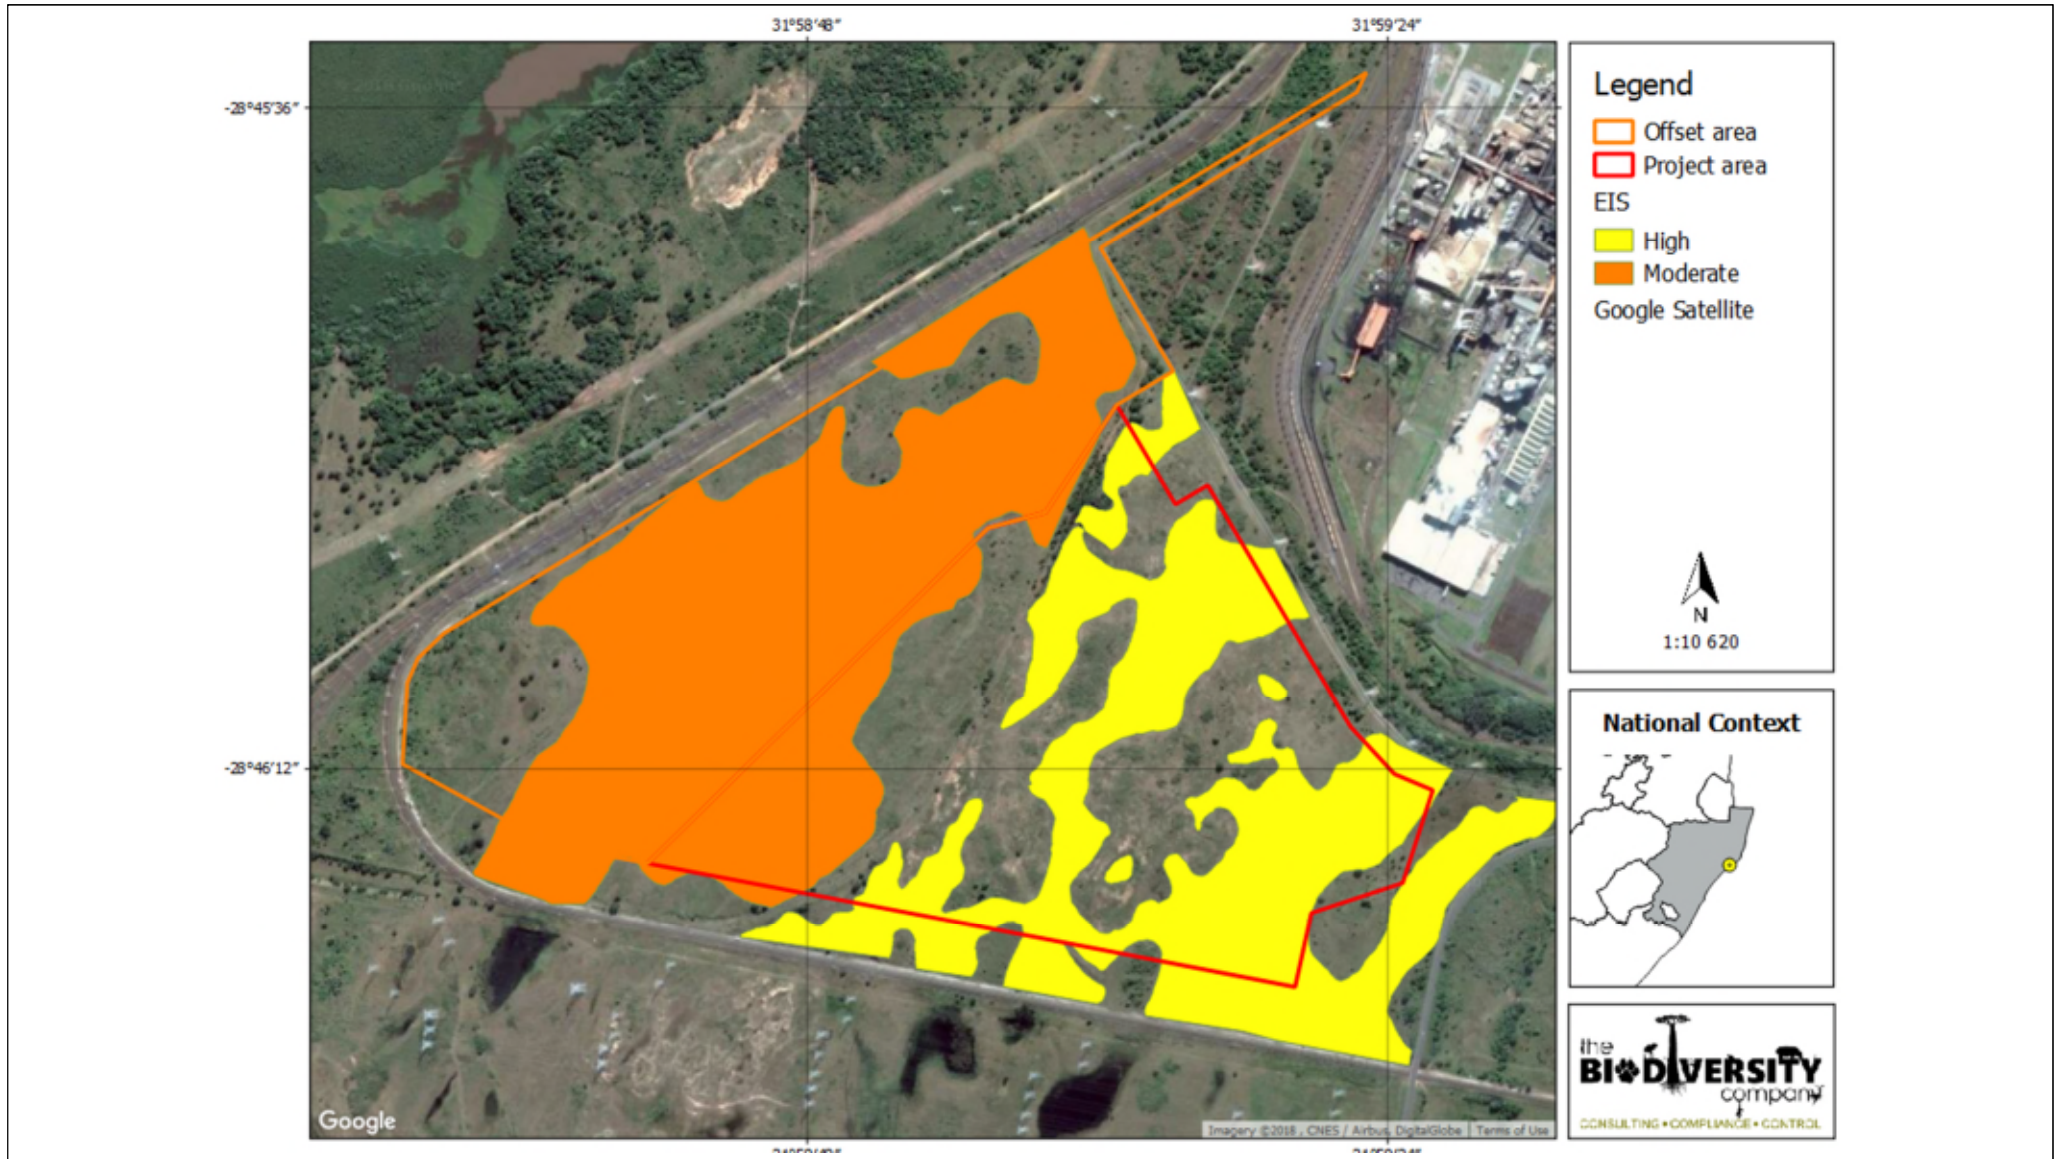 31°58'48" 31°59'24"
-28°45'36"
-28°46'12"
Legend
Offset area
Project area
EIS
High
Moderate
Google Satellite
N
1:10 620
National Context
the
BIODIVERSITY
company
CONSULTING • COMPLIANCE • CONTROL
Google
Imagery ©2018 , CNES / Airbus, DigitalGlobe Terms of Use